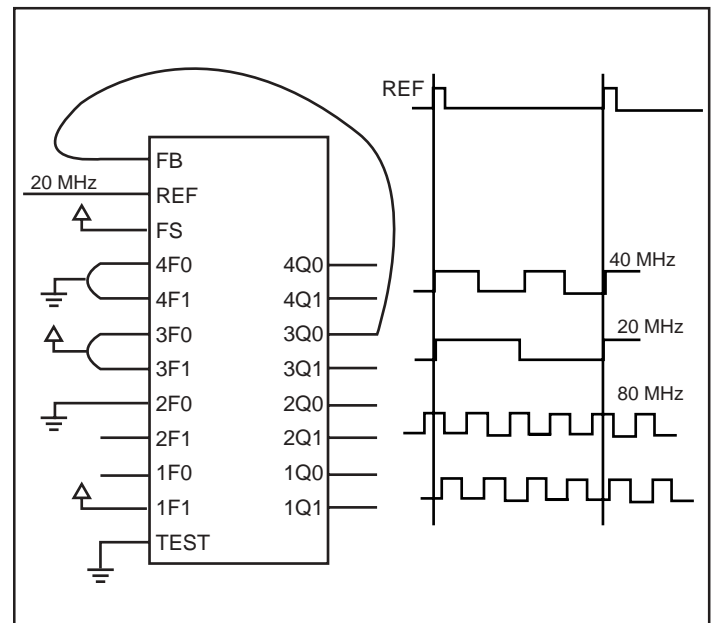 REF
FB
20 MHz
REF
FS
4F0
4Q0
40 MHz
4F1
4Q1
3F0
3Q0
20 MHz
3F1
3Q1
2F0
2Q0
80 MHz
2F1
2Q1
1F0
1Q0
1F1
1Q1
TEST